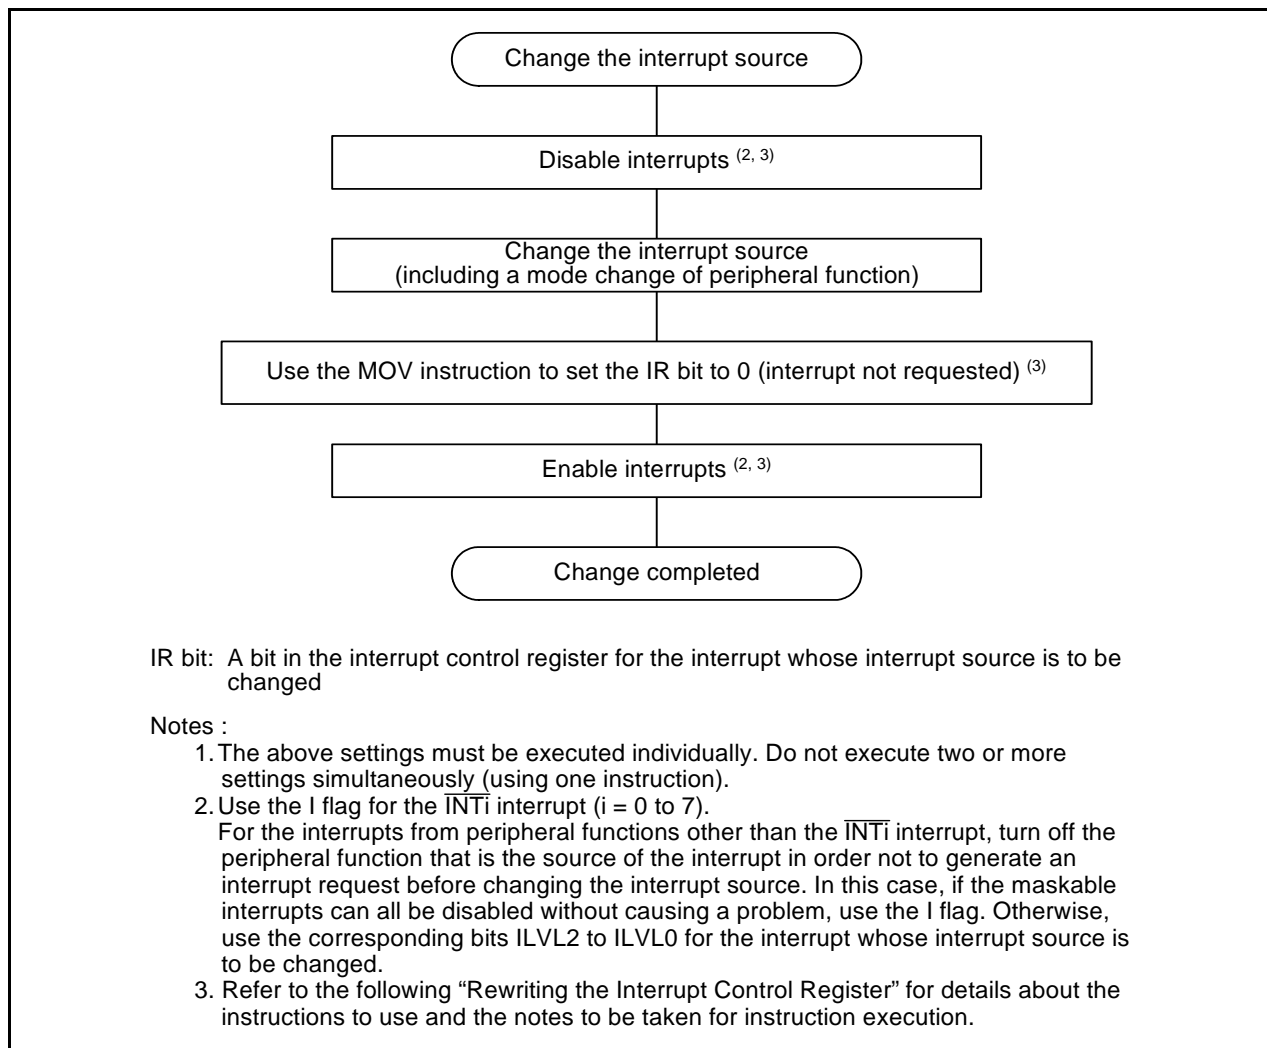 Change the interrupt source
Disable interrupts (2, 3)
Change the interrupt source
(including a mode change of peripheral function)
Use the MOV instruction to set the IR bit to 0 (interrupt not requested) (3)
Enable interrupts (2, 3)
Change completed
IR bit: A bit in the interrupt control register for the interrupt whose interrupt source is to be
changed
Notes :
1. The above settings must be executed individually. Do not execute two or more
settings simultaneously (using one instruction).
2. Use the I flag for the INTi interrupt (i = 0 to 7).
For the interrupts from peripheral functions other than the INTi interrupt, turn off the
peripheral function that is the source of the interrupt in order not to generate an
interrupt request before changing the interrupt source. In this case, if the maskable
interrupts can all be disabled without causing a problem, use the I flag. Otherwise,
use the corresponding bits ILVL2 to ILVL0 for the interrupt whose interrupt source is
to be changed.
3. Refer to the following “Rewriting the Interrupt Control Register” for details about the
instructions to use and the notes to be taken for instruction execution.